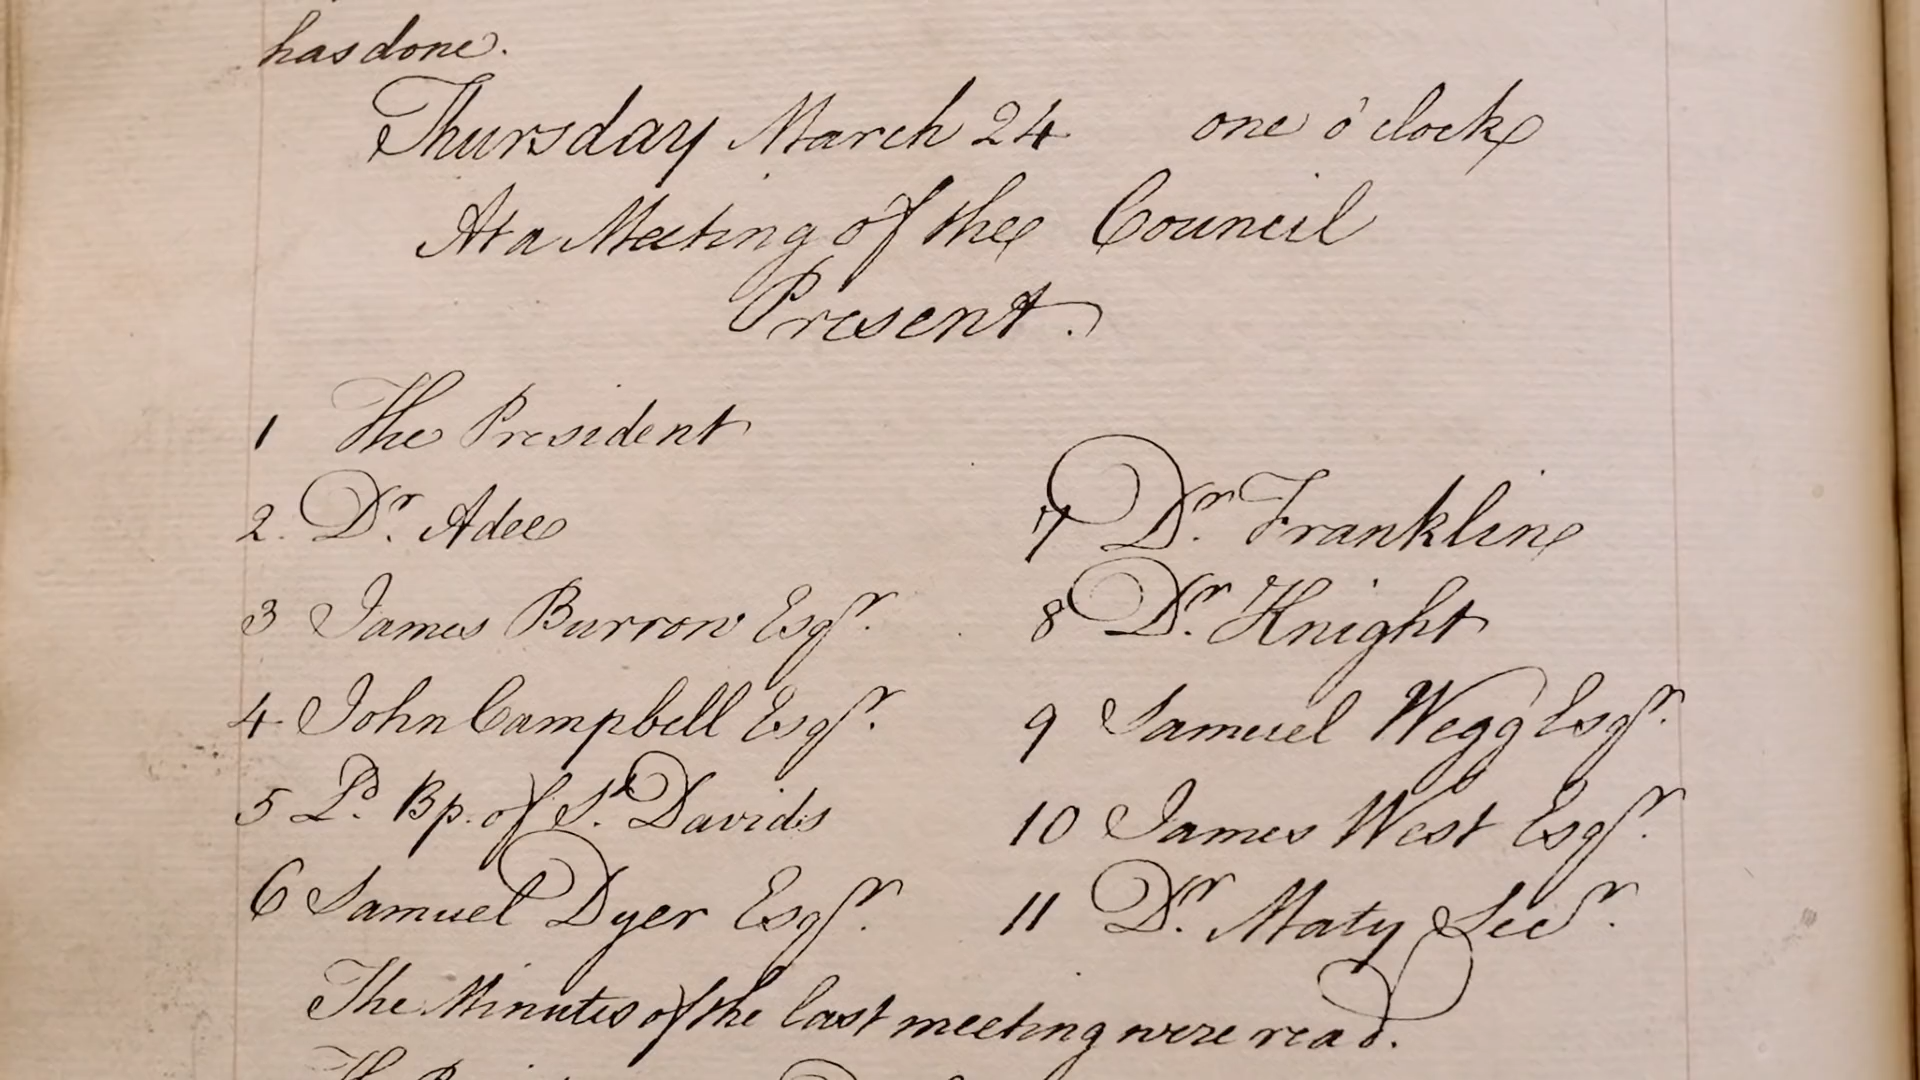 has done.
Thursday March 24 one o'clock
At a Meeting of the Council
Present.
1 The President
2. Dr. Adee
3 James Burrow Esqr.
4 John Campbell Esqr.
5 Ld. Bp. of St. Davids
6 Samuel Dyer Esqr.
7 Dr. Franklin
8 Dr. Knight
9 Samuel Wegg Esqr.
10 James West Esqr.
11 Dr. Maty Secr.
The Minutes of the last meeting were read.